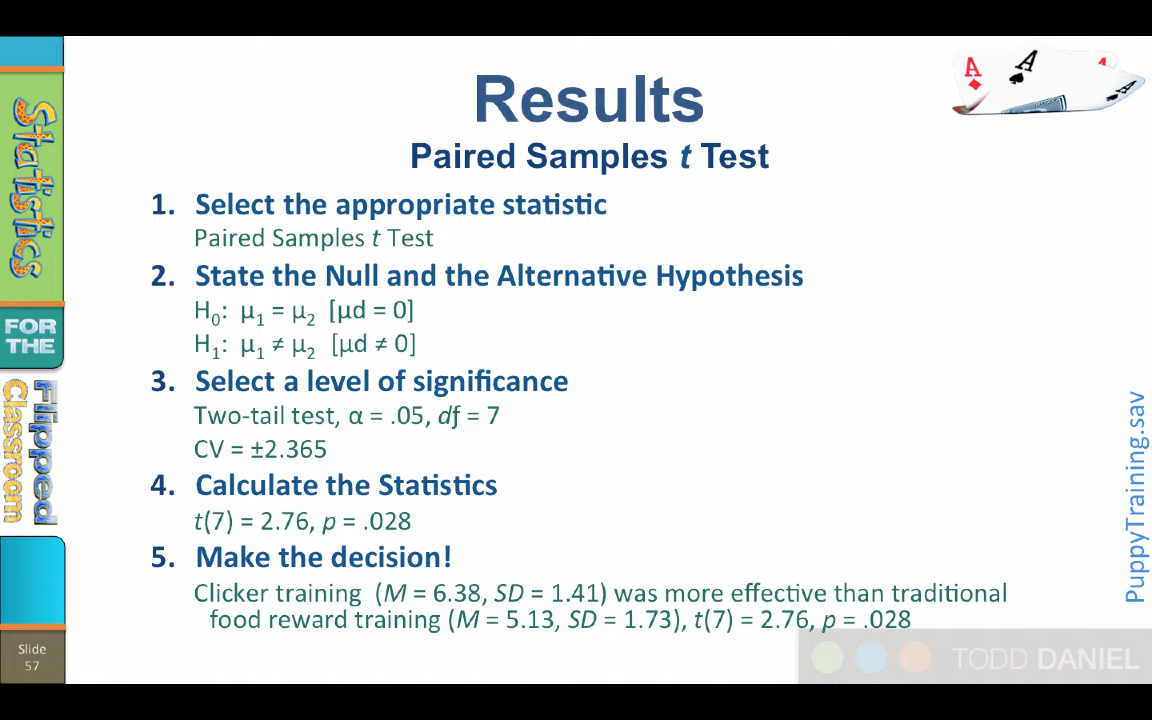 Results
Paired Samples t Test
1. Select the appropriate statistic
Paired Samples t Test
2. State the Null and the Alternative Hypothesis
H₀: µ₁ = µ₂ [µd = 0]
H₁: µ₁ ≠ µ₂ [µd ≠ 0]
3. Select a level of significance
Two-tail test, α = .05, dƒ = 7
CV = ±2.365
4. Calculate the Statistics
t(7) = 2.76, p = .028
5. Make the decision!
Clicker training (M = 6.38, SD = 1.41) was more effective than traditional
food reward training (M = 5.13, SD = 1.73), t(7) = 2.76, p = .028
Statistics
FOR THE
Flipped
Classroom
Slide
57
PuppyTraining.sav
A
A
A
A
TODD DANIEL